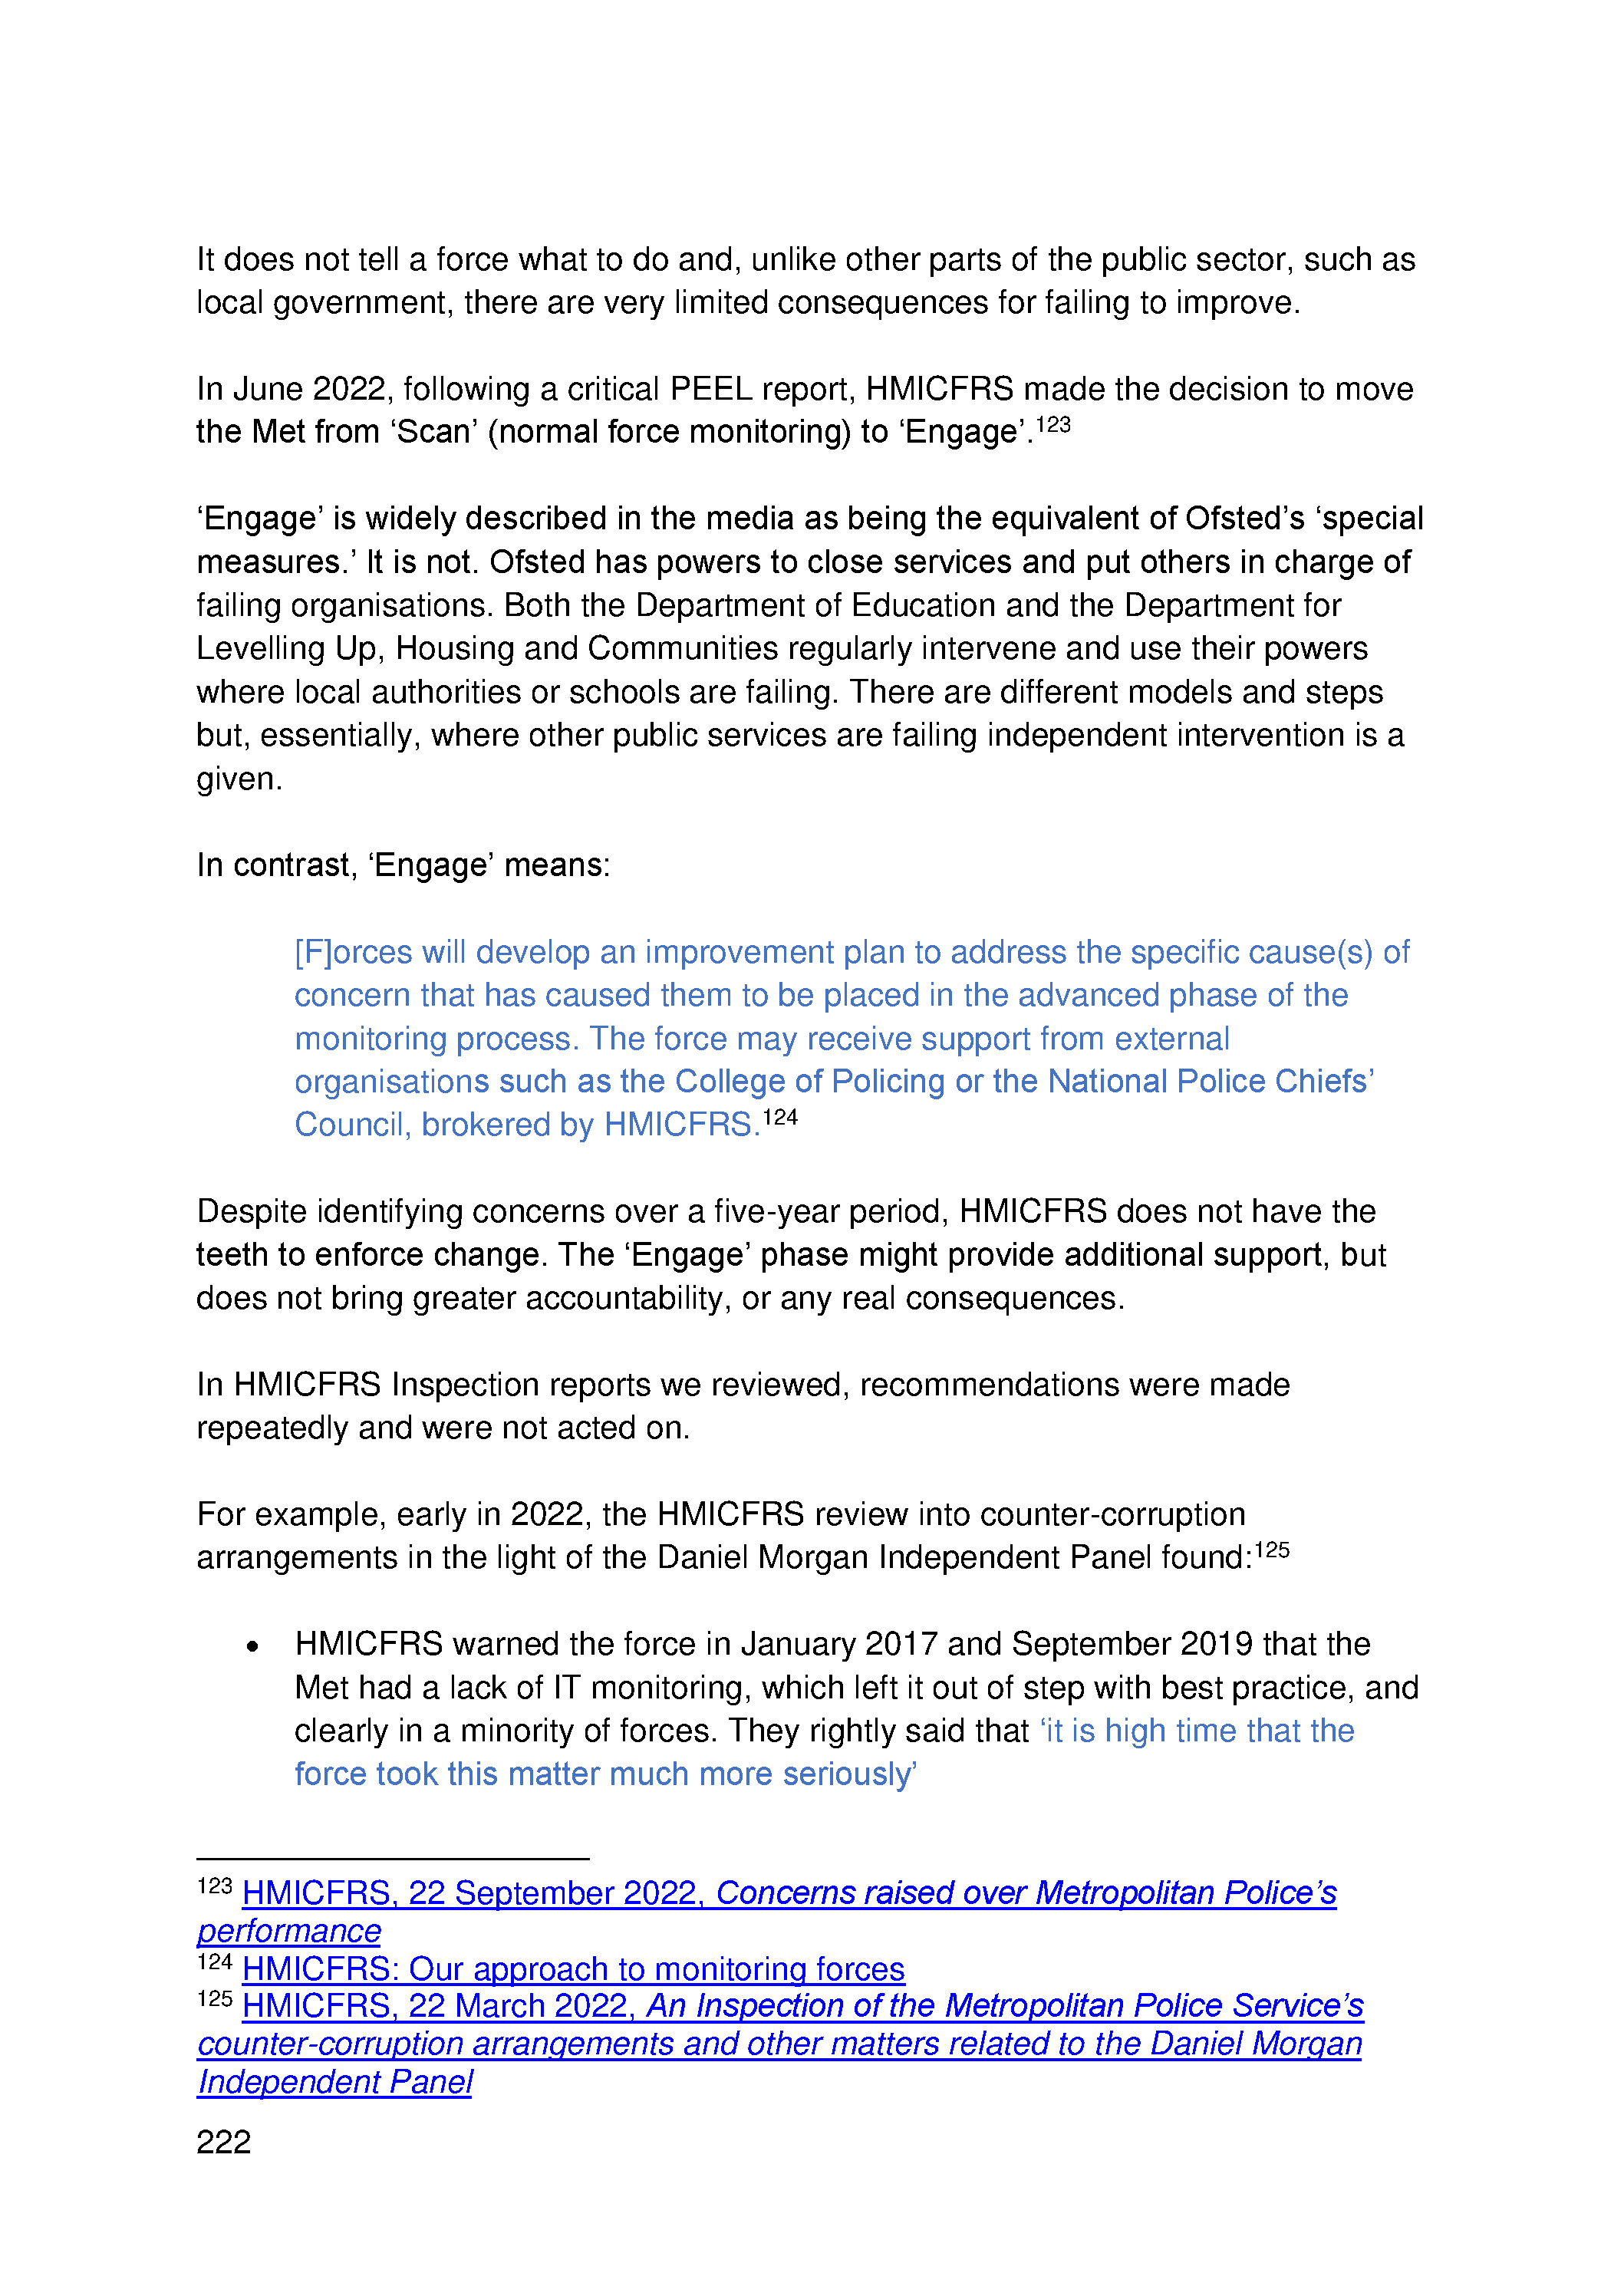 It does not tell a force what to do and, unlike other parts of the public sector, such as
local government, there are very limited consequences for failing to improve.
In June 2022, following a critical PEEL report, HMICFRS made the decision to move
the Met from ‘Scan’ (normal force monitoring) to ‘Engage’.123
‘Engage’ is widely described in the media as being the equivalent of Ofsted’s ‘special
measures.’ It is not. Ofsted has powers to close services and put others in charge of
failing organisations. Both the Department of Education and the Department for
Levelling Up, Housing and Communities regularly intervene and use their powers
where local authorities or schools are failing. There are different models and steps
but, essentially, where other public services are failing independent intervention is a
given.
In contrast, ‘Engage’ means:
[F]orces will develop an improvement plan to address the specific cause(s) of
concern that has caused them to be placed in the advanced phase of the
monitoring process. The force may receive support from external
organisations such as the College of Policing or the National Police Chiefs’
Council, brokered by HMICFRS.124
Despite identifying concerns over a five-year period, HMICFRS does not have the
teeth to enforce change. The ‘Engage’ phase might provide additional support, but
does not bring greater accountability, or any real consequences.
In HMICFRS Inspection reports we reviewed, recommendations were made
repeatedly and were not acted on.
For example, early in 2022, the HMICFRS review into counter-corruption
arrangements in the light of the Daniel Morgan Independent Panel found:125
• HMICFRS warned the force in January 2017 and September 2019 that the
Met had a lack of IT monitoring, which left it out of step with best practice, and
clearly in a minority of forces. They rightly said that ‘it is high time that the
force took this matter much more seriously’
123 HMICFRS, 22 September 2022, Concerns raised over Metropolitan Police’s
performance
124 HMICFRS: Our approach to monitoring forces
125 HMICFRS, 22 March 2022, An Inspection of the Metropolitan Police Service’s
counter-corruption arrangements and other matters related to the Daniel Morgan
Independent Panel
222